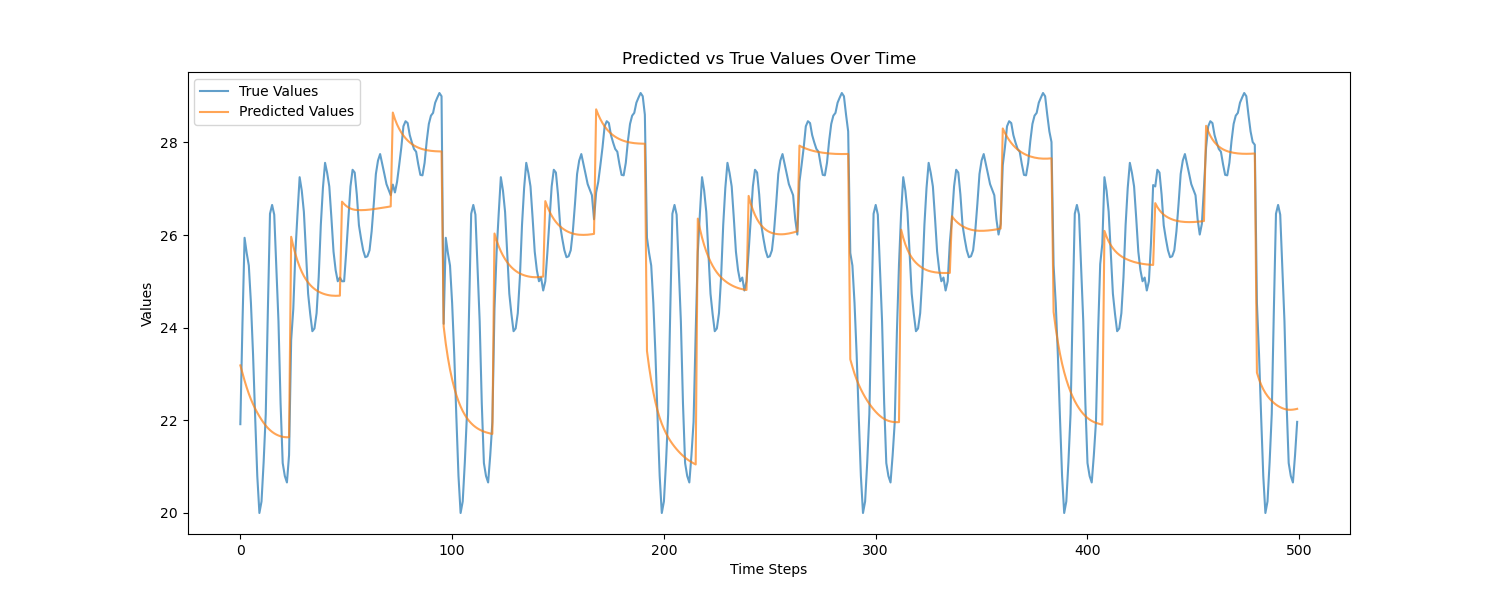 Predicted vs True Values Over Time
True Values
Predicted Values
Values
28
26
24
22
20
0 100 200 300 400 500
Time Steps